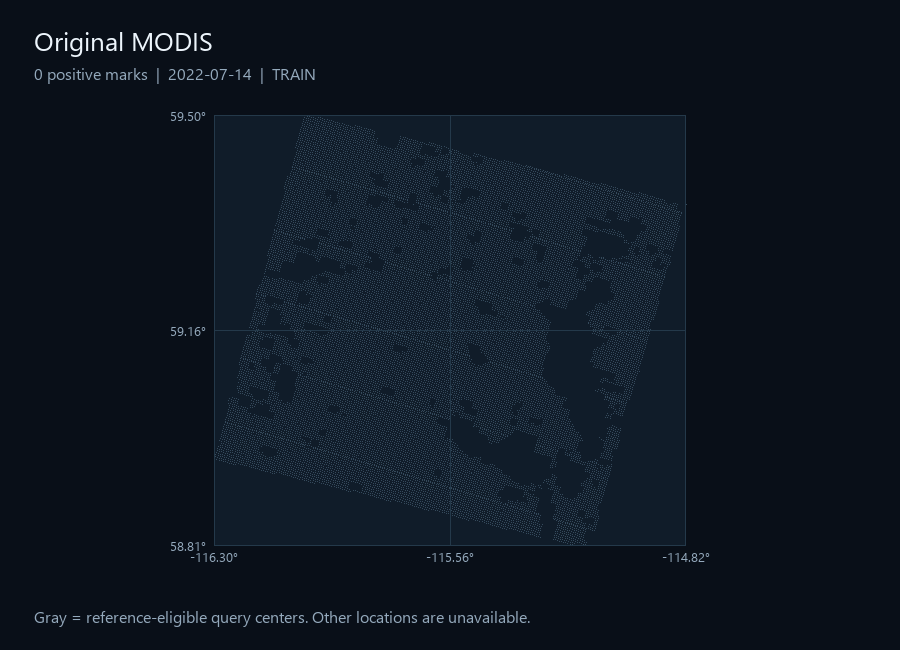 Original MODIS
0 positive marks | 2022-07-14 | TRAIN
59.50°
59.16°
58.81°
-116.30°
-115.56°
-114.82°
Gray = reference-eligible query centers. Other locations are unavailable.